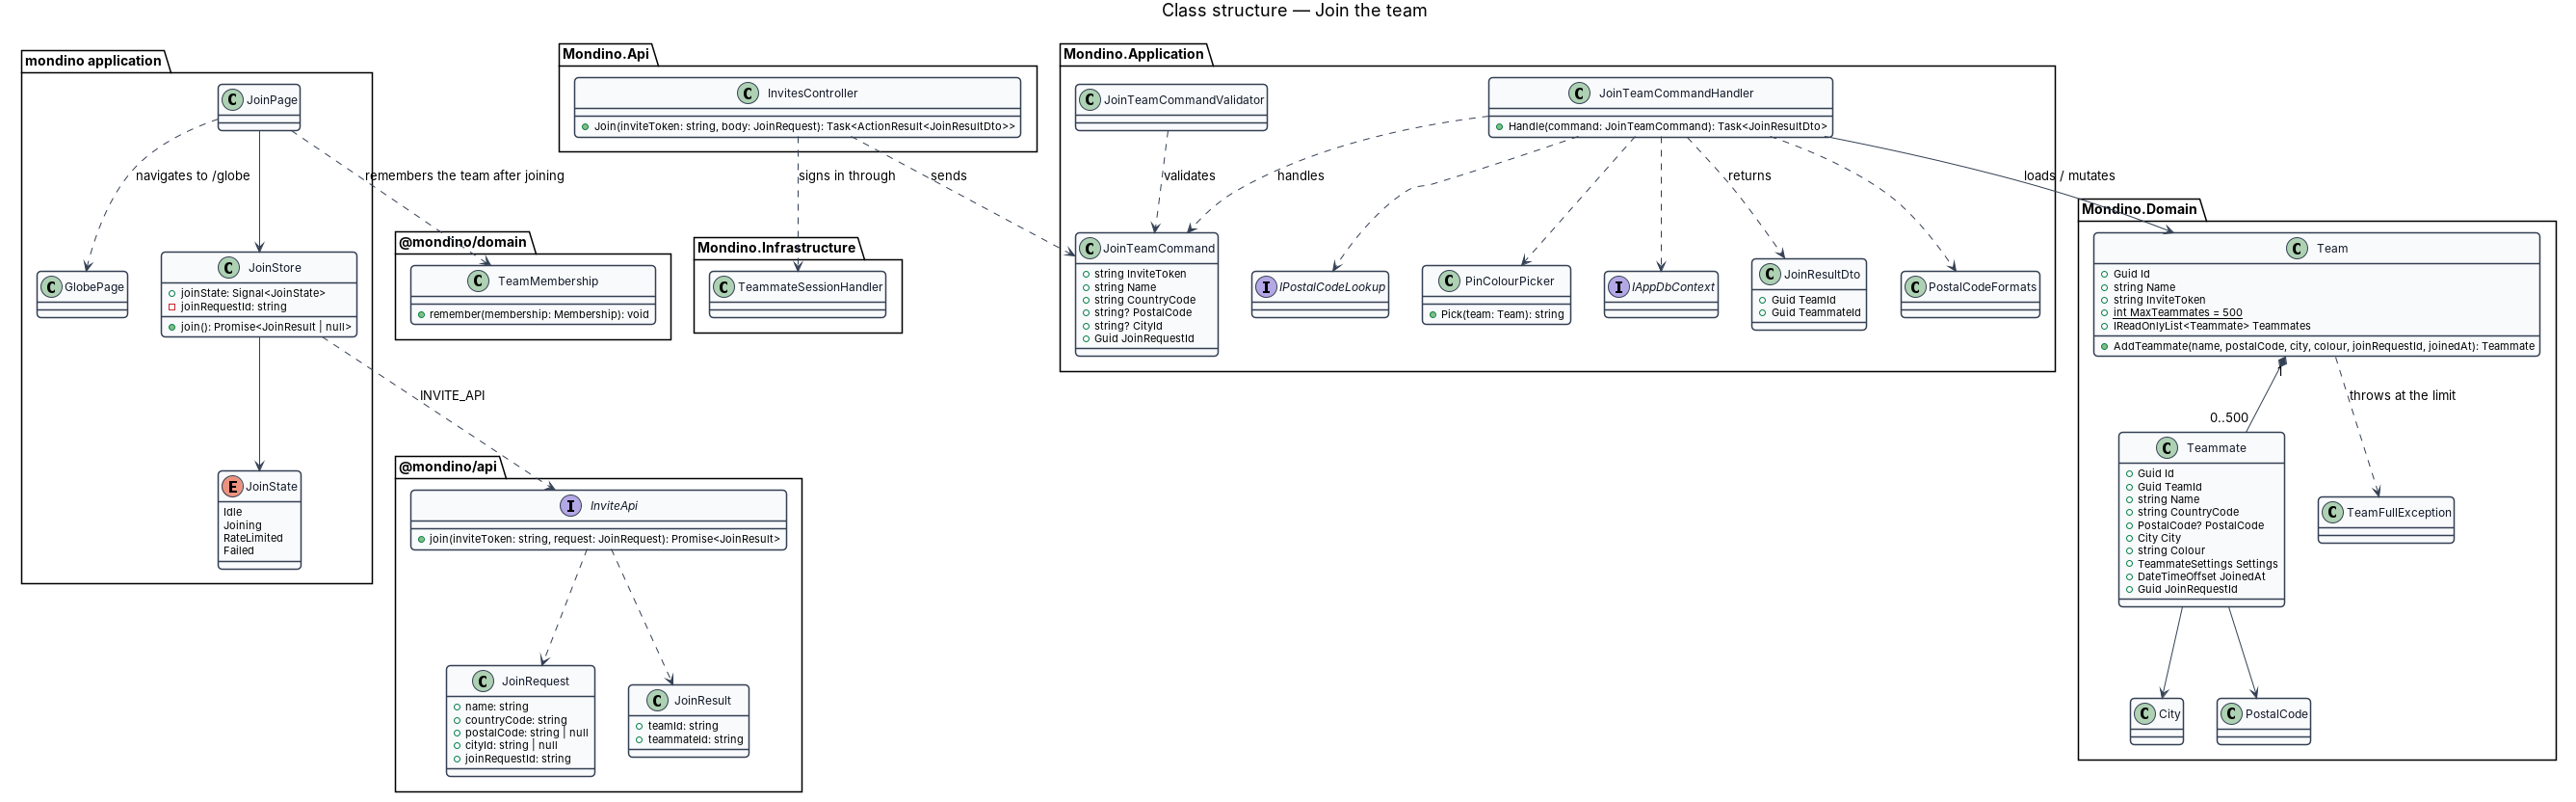 Class structure — Join the team
mondino application
JoinPage
navigates to /globe
remembers the team after joining
GlobePage
JoinStore
joinState: Signal<JoinState>
joinRequestId: string
join(): Promise<JoinResult | null>
INVITE_API
JoinState
Idle
Joining
RateLimited
Failed
@mondino/domain
TeamMembership
remember(membership: Membership): void
@mondino/api
InviteApi
join(inviteToken: string, request: JoinRequest): Promise<JoinResult>
JoinRequest
name: string
countryCode: string
postalCode: string | null
cityId: string | null
joinRequestId: string
JoinResult
teamId: string
teammateId: string
Mondino.Api
InvitesController
Join(inviteToken: string, body: JoinRequest): Task<ActionResult<JoinResultDto>>
signs in through
sends
Mondino.Infrastructure
TeammateSessionHandler
Mondino.Application
JoinTeamCommandValidator
JoinTeamCommandHandler
Handle(command: JoinTeamCommand): Task<JoinResultDto>
validates
handles
returns
loads / mutates
JoinTeamCommand
string InviteToken
string Name
string CountryCode
string? PostalCode
string? CityId
Guid JoinRequestId
IPostalCodeLookup
PinColourPicker
Pick(team: Team): string
IAppDbContext
JoinResultDto
Guid TeamId
Guid TeammateId
PostalCodeFormats
Mondino.Domain
Team
Guid Id
string Name
string InviteToken
int MaxTeammates = 500
IReadOnlyList<Teammate> Teammates
AddTeammate(name, postalCode, city, colour, joinRequestId, joinedAt): Teammate
1
0..500
throws at the limit
Teammate
Guid Id
Guid TeamId
string Name
string CountryCode
PostalCode? PostalCode
City City
string Colour
TeammateSettings Settings
DateTimeOffset JoinedAt
Guid JoinRequestId
TeamFullException
City
PostalCode